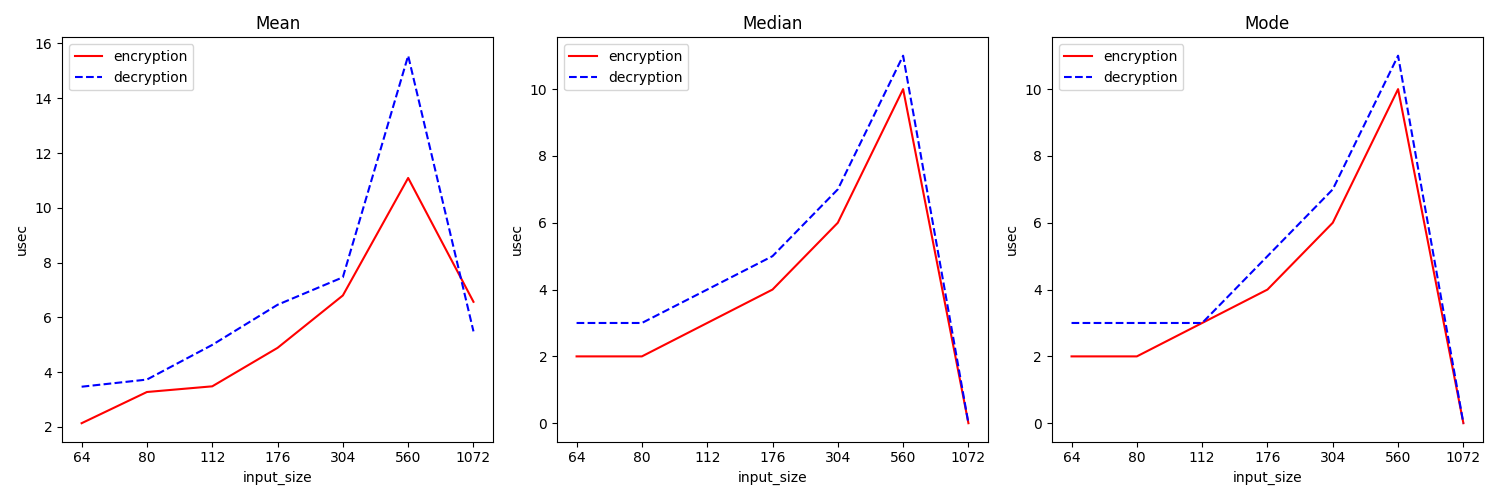 Mean
usec
16
14
12
10
8
6
4
2
encryption
decryption
64 80 112 176 304 560 1072
input_size
Median
usec
10
8
6
4
2
0
encryption
decryption
64 80 112 176 304 560 1072
input_size
Mode
usec
10
8
6
4
2
0
encryption
decryption
64 80 112 176 304 560 1072
input_size